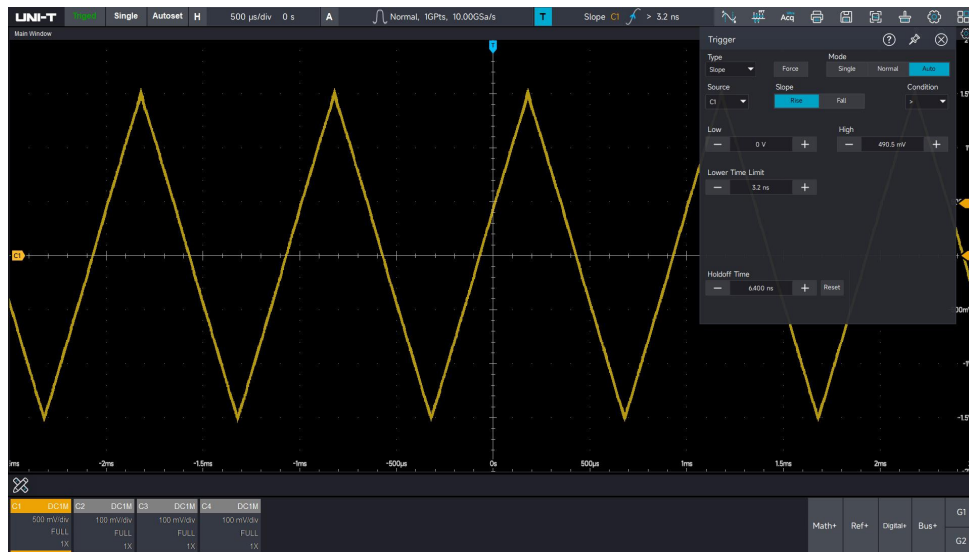 UNI-T Triged Single Autoset H 500 μs/div 0 s A Normal, 1GPts, 10.00GSa/s T Slope C1 > 3.2 ns Acq
Main Window
T
Trigger
Type Mode
Slope Force Single Normal Auto
Source Slope Condition
C1 Rise Fall >
Low High
0 V 490.5 mV
Lower Time Limit
3.2 ns
C1
Holdoff Time
6.400 ns Reset
-1.5
-2ms -1.5ms -1ms -500μs 0s 500μs 1ms 1.5ms 2ms
C1 DC1M C2 DC1M C3 DC1M C4 DC1M
500 mV/div 100 mV/div 100 mV/div 100 mV/div
FULL FULL FULL FULL
1X 1X 1X 1X
Math+ Ref+ Digital+ Bus+ G1
G2